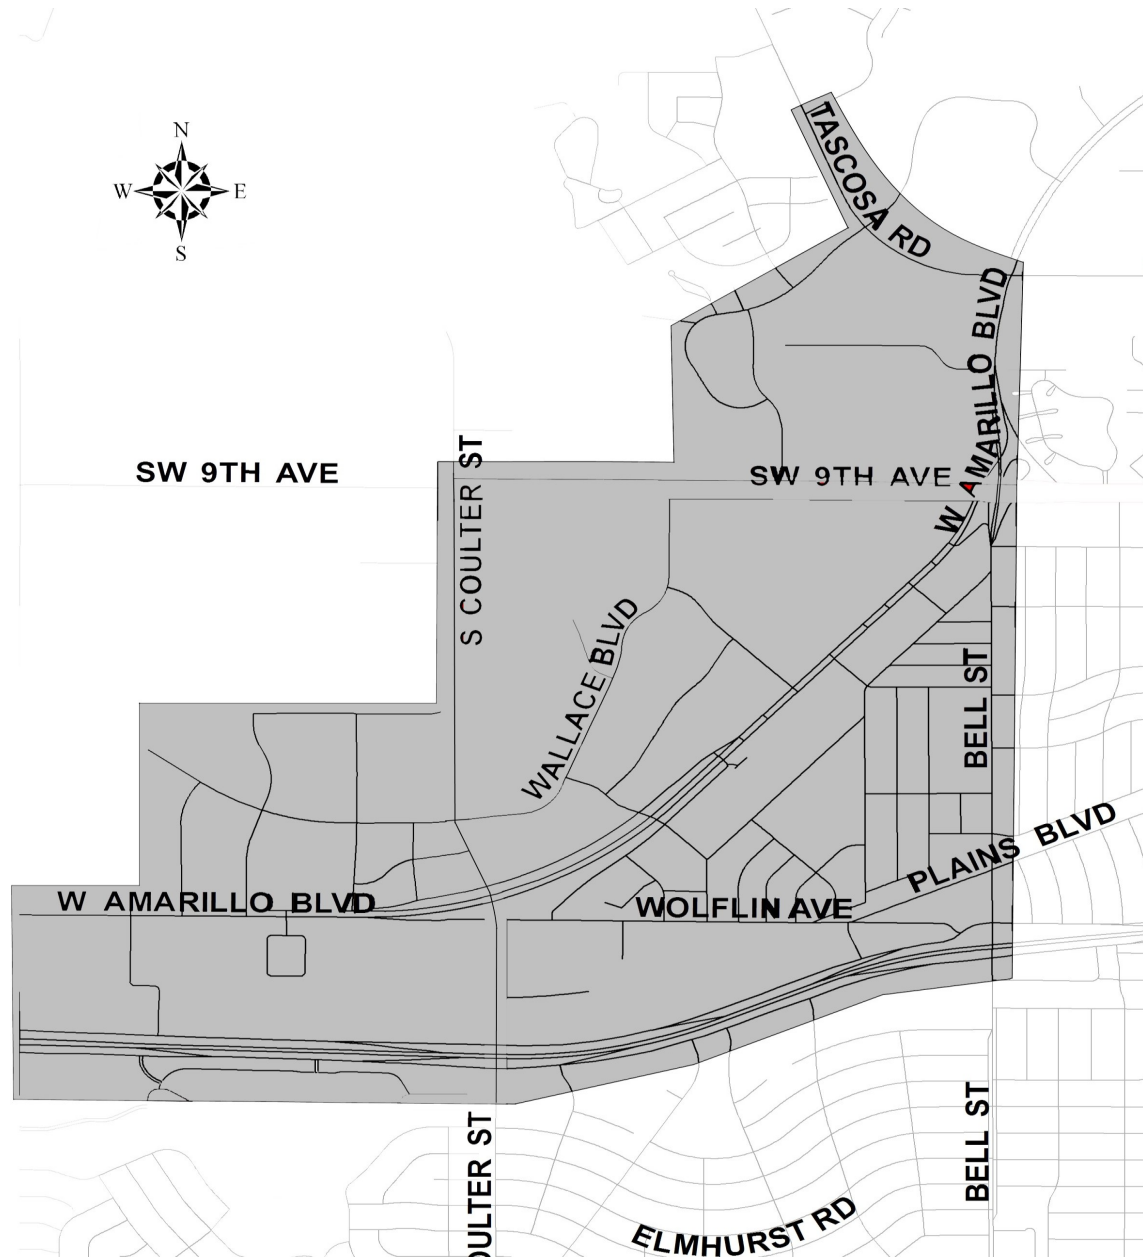 N
W
E
S
TASCOSA RD
W AMARILLO BLVD
SW 9TH AVE
SW 9TH AVE
S COULTER ST
WALLACE BLVD
BELL ST
PLAINS BLVD
W AMARILLO BLVD
WOLFLIN AVE
OULTER ST
BELL ST
ELMHURST RD